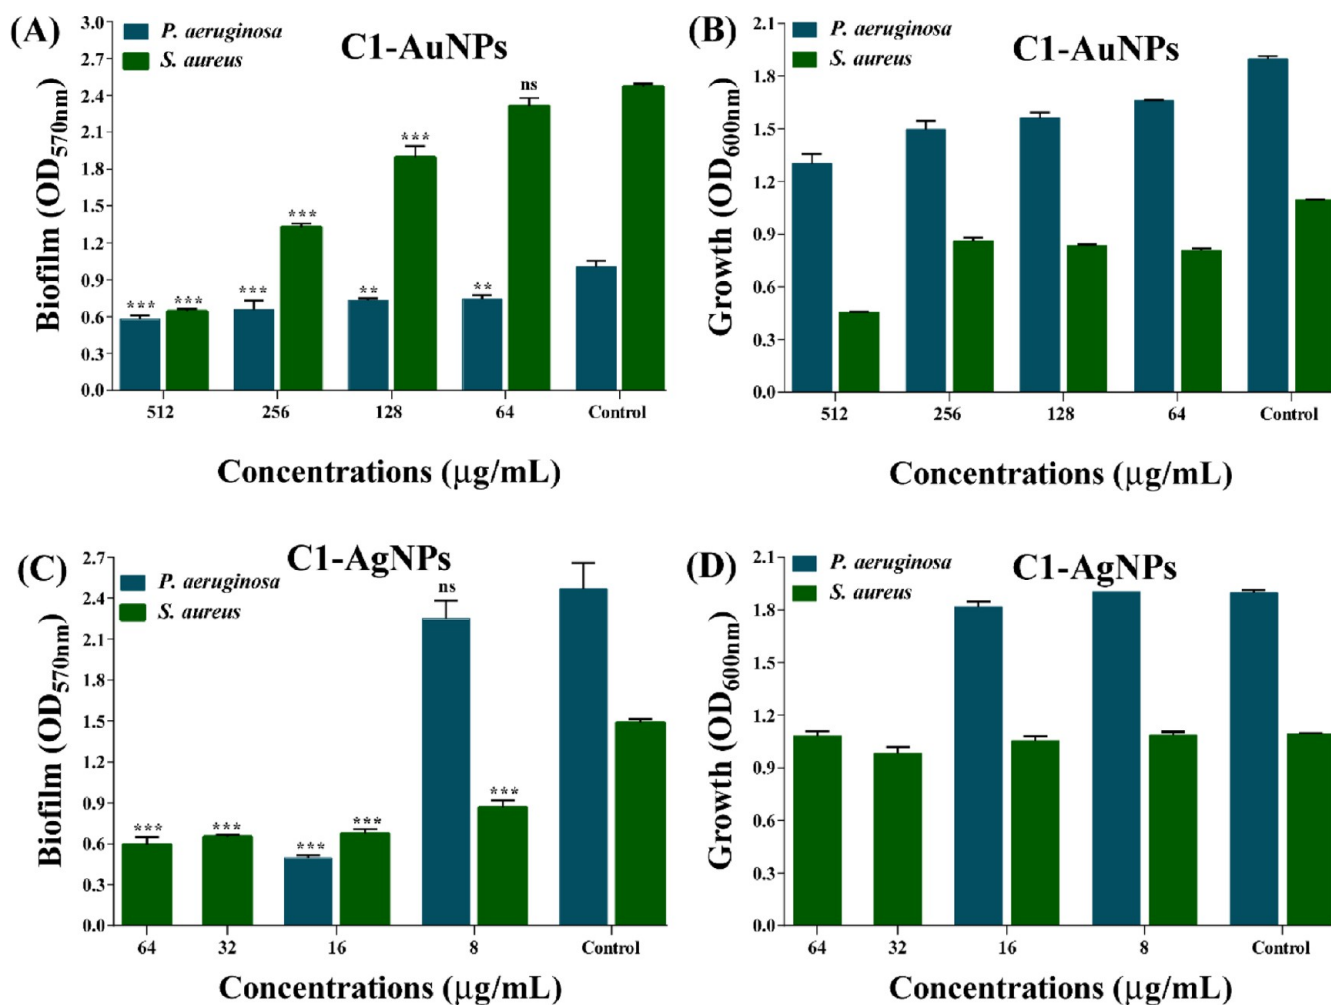 (A)
C1-AuNPs
P. aeruginosa
S. aureus
Biofilm (OD570nm)
3.0
2.7
2.4
2.1
1.8
1.5
1.2
0.9
0.6
0.3
0.0
***
***
***
***
**
***
**
ns
512
256
128
64
Control
Concentrations (μg/mL)
(B)
C1-AuNPs
P. aeruginosa
S. aureus
Growth (OD600nm)
2.1
1.8
1.5
1.2
0.9
0.6
0.3
0.0
512
256
128
64
Control
Concentrations (μg/mL)
(C)
C1-AgNPs
P. aeruginosa
S. aureus
Biofilm (OD570nm)
2.7
2.4
2.1
1.8
1.5
1.2
0.9
0.6
0.3
0.0
***
***
***
***
ns
***
64
32
16
8
Control
Concentrations (μg/mL)
(D)
C1-AgNPs
P. aeruginosa
S. aureus
Growth (OD600nm)
2.1
1.8
1.5
1.2
0.9
0.6
0.3
0.0
64
32
16
8
Control
Concentrations (μg/mL)